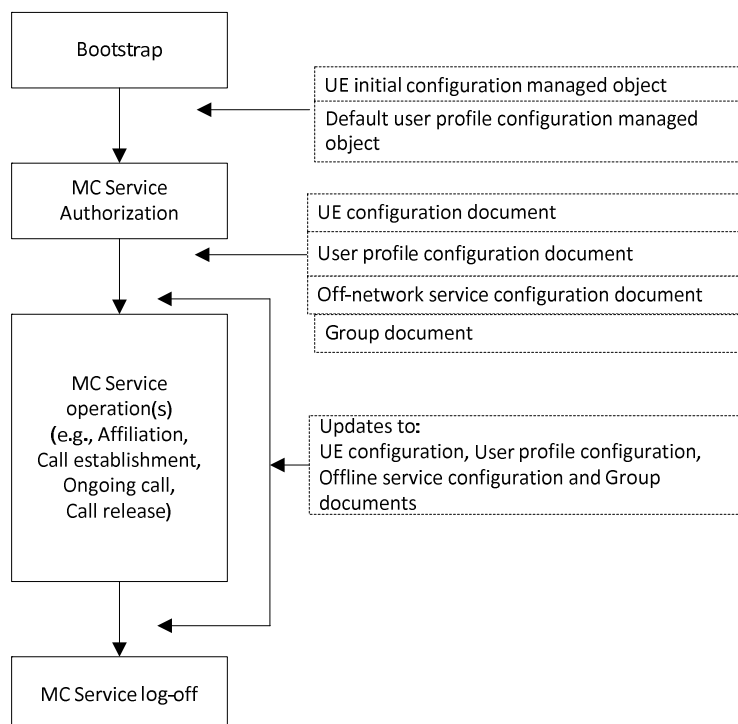 Bootstrap
UE initial configuration managed object
Default user profile configuration managed
object
MC Service
Authorization
UE configuration document
User profile configuration document
Off-network service configuration document
Group document
MC Service
operation(s)
(e.g., Affiliation,
Call establishment,
Ongoing call,
Call release)
Updates to:
UE configuration, User profile configuration,
Offline service configuration and Group
documents
MC Service log-off